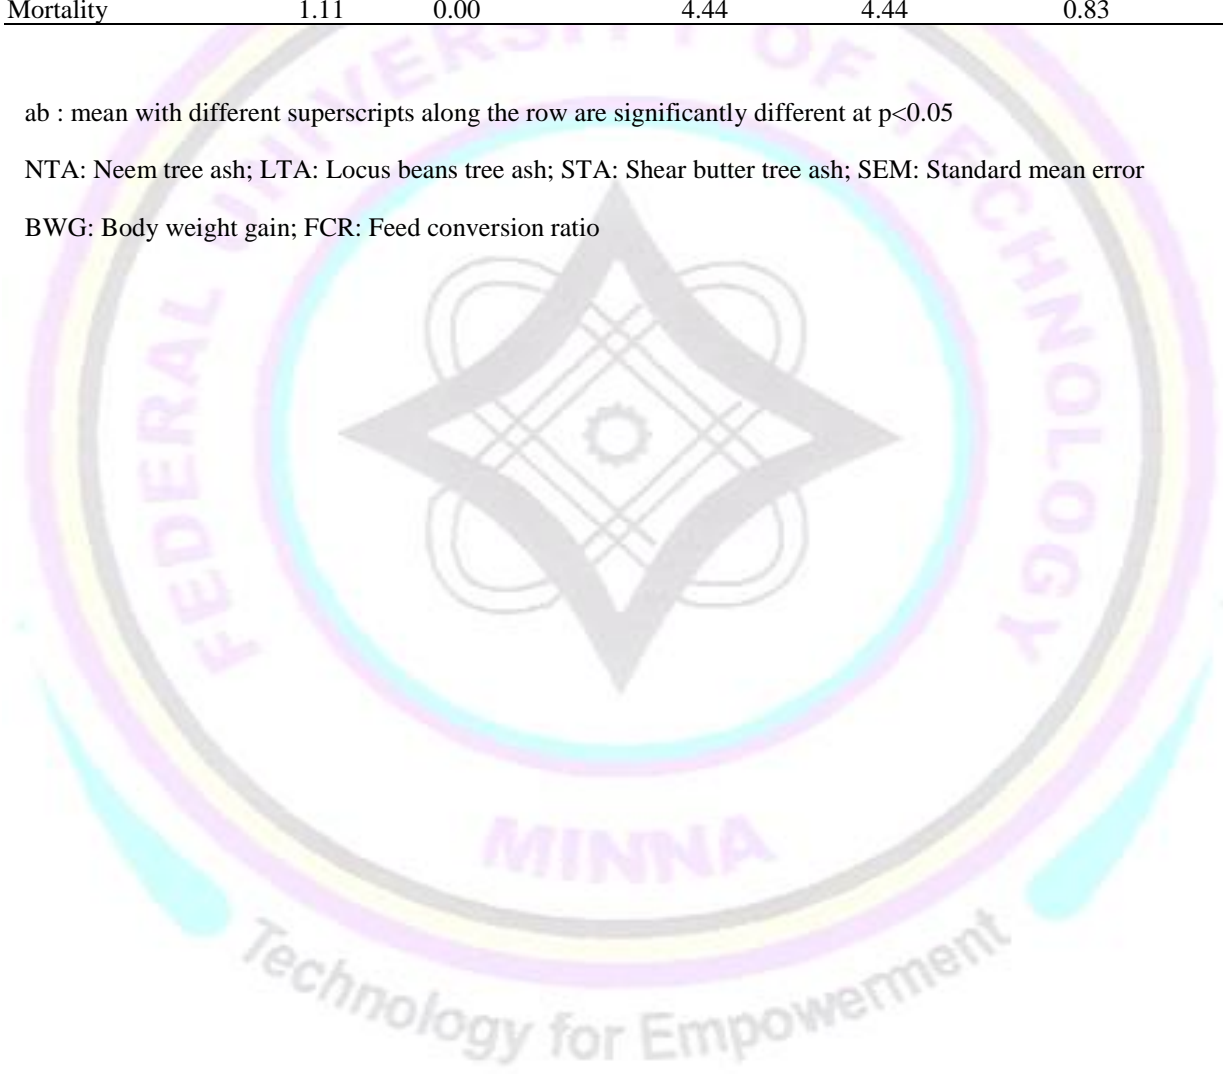 Mortality 1.11 0.00 4.44 4.44 0.83
ab : mean with different superscripts along the row are significantly different at p<0.05
NTA: Neem tree ash; LTA: Locus beans tree ash; STA: Shear butter tree ash; SEM: Standard mean error
BWG: Body weight gain; FCR: Feed conversion ratio
FEDERAL UNIVERSITY OF TECHNOLOGY
MINNA
Technology for Empowerment